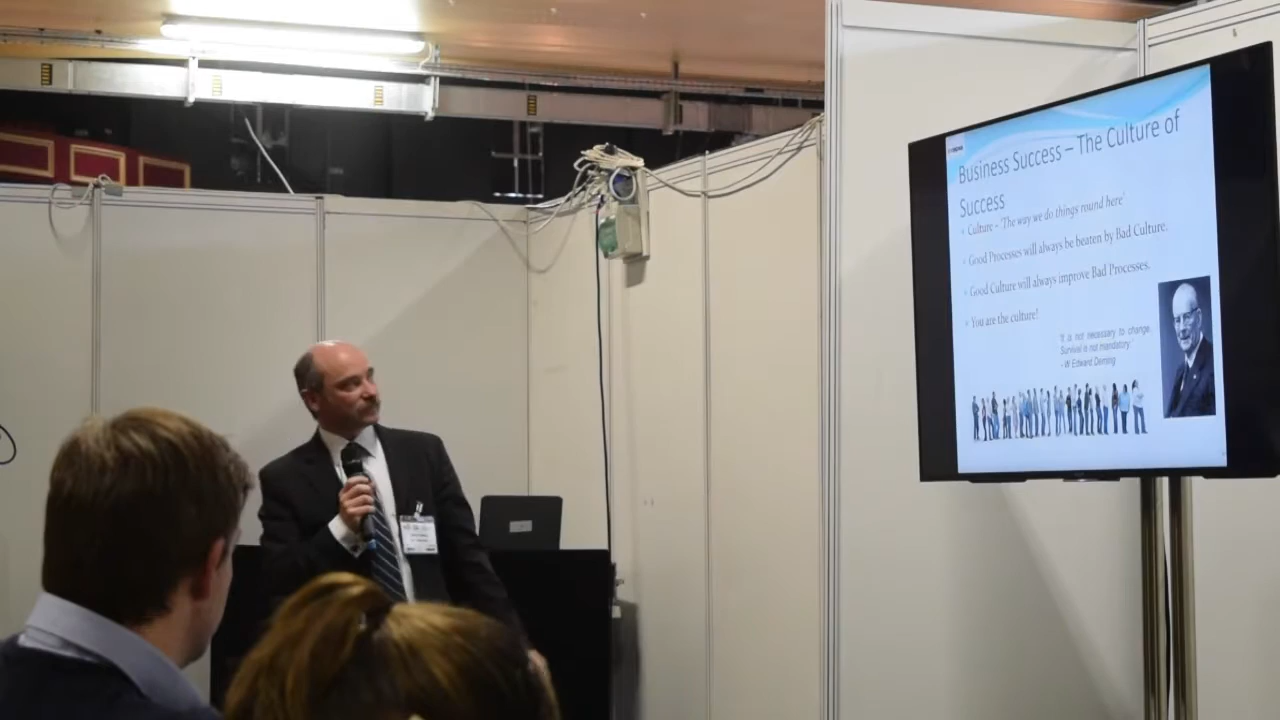 Business Success – The Culture of
Success
Culture – 'The way we do things round here'
Good Processes will always be beaten by Bad Culture.
Good Culture will always improve Bad Processes.
You are the culture!
'It is not necessary to change.
Survival is not mandatory.'
- W Edward Deming